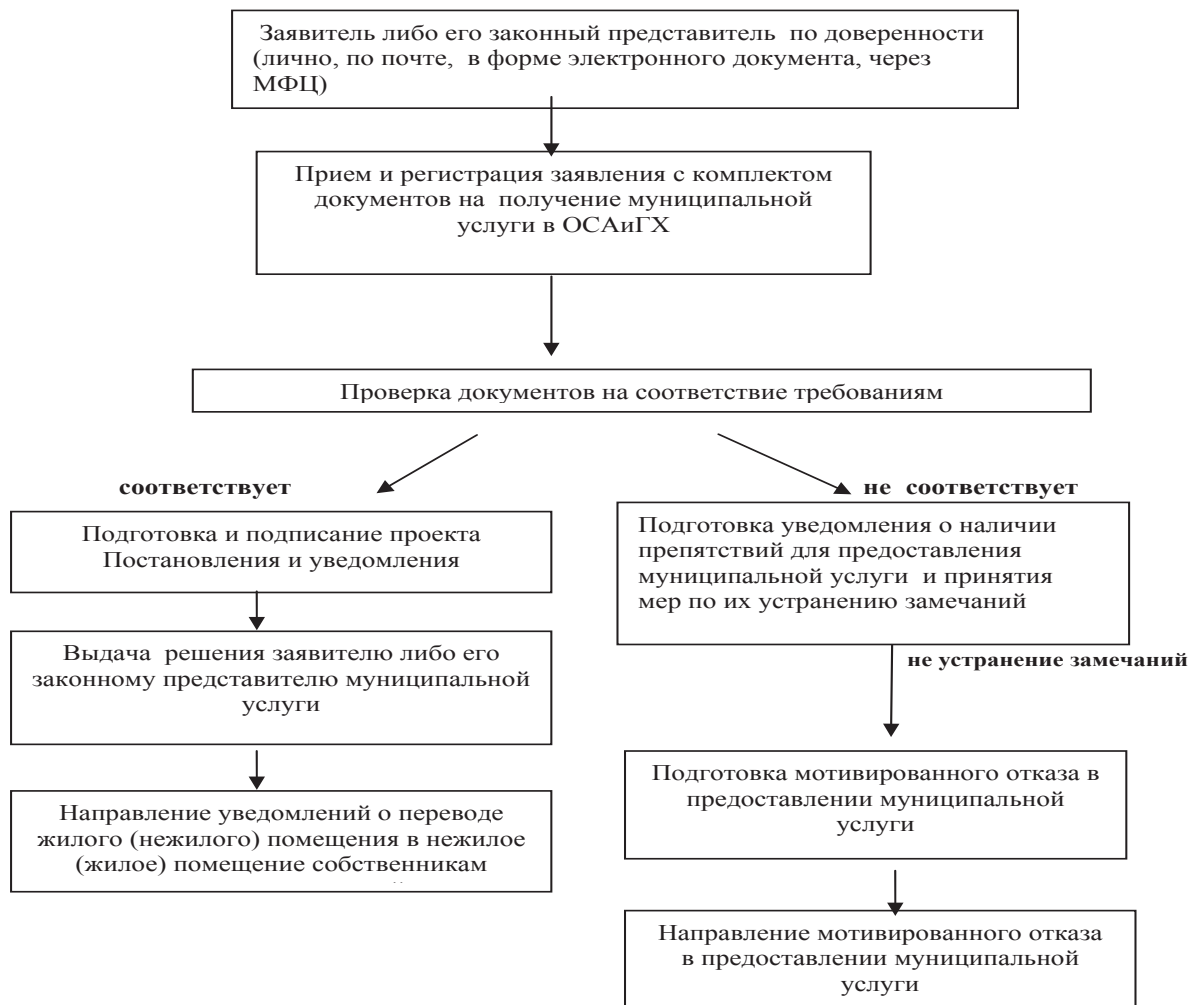 Заявитель либо его законный представитель по доверенности
(лично, по почте, в форме электронного документа, через
МФЦ)
Прием и регистрация заявления с комплектом
документов на получение муниципальной
услуги в ОСАиГХ
Проверка документов на соответствие требованиям
соответствует
не соответствует
Подготовка и подписание проекта
Постановления и уведомления
Выдача решения заявителю либо его
законному представителю муниципальной
услуги
Направление уведомлений о переводе
жилого (нежилого) помещения в нежилое
(жилое) помещение собственникам
Подготовка уведомления о наличии
препятствий для предоставления
муниципальной услуги и принятия
мер по их устранению замечаний
не устранение замечаний
Подготовка мотивированного отказа в
предоставлении муниципальной
услуги
Направление мотивированного отказа
в предоставлении муниципальной
услуги